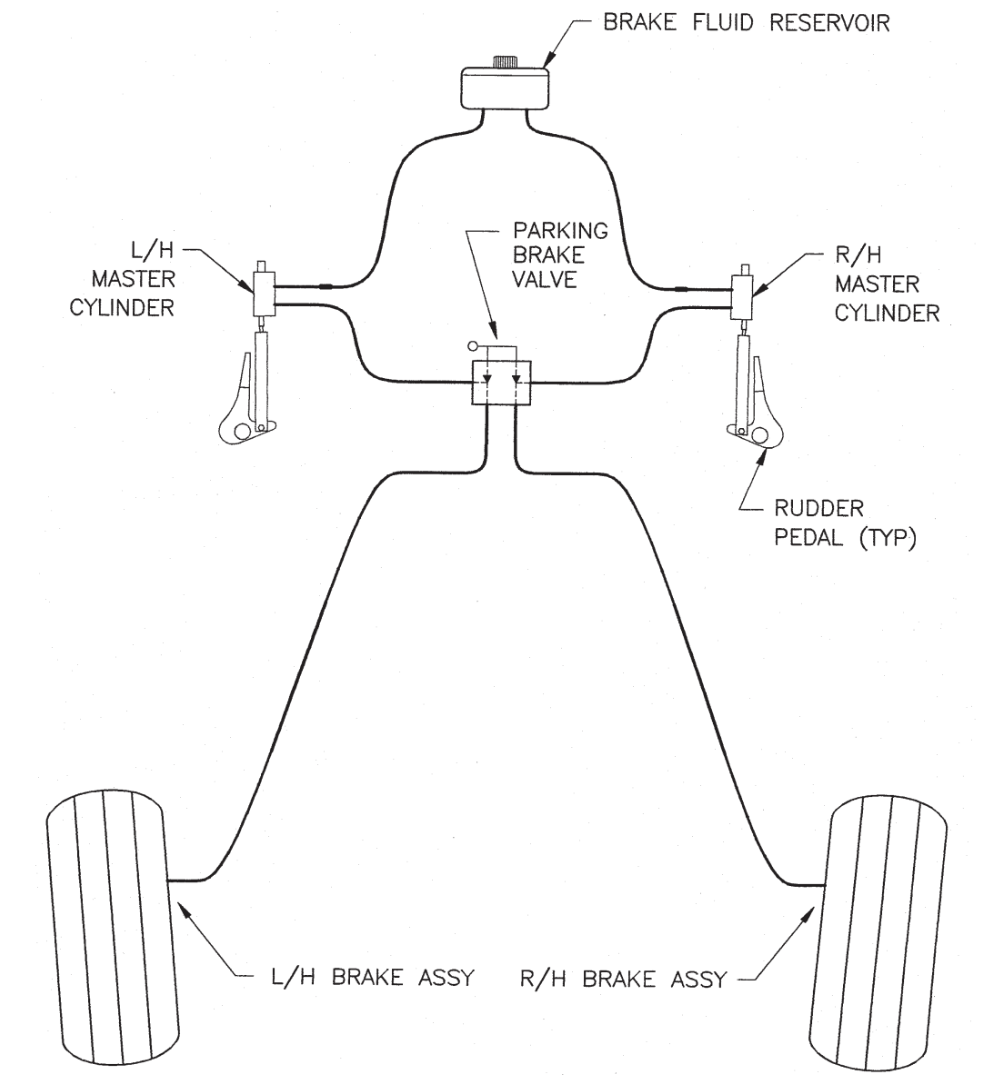 BRAKE FLUID RESERVOIR
PARKING
BRAKE
VALVE
L/H
MASTER
CYLINDER
R/H
MASTER
CYLINDER
RUDDER
PEDAL (TYP)
L/H BRAKE ASSY
R/H BRAKE ASSY